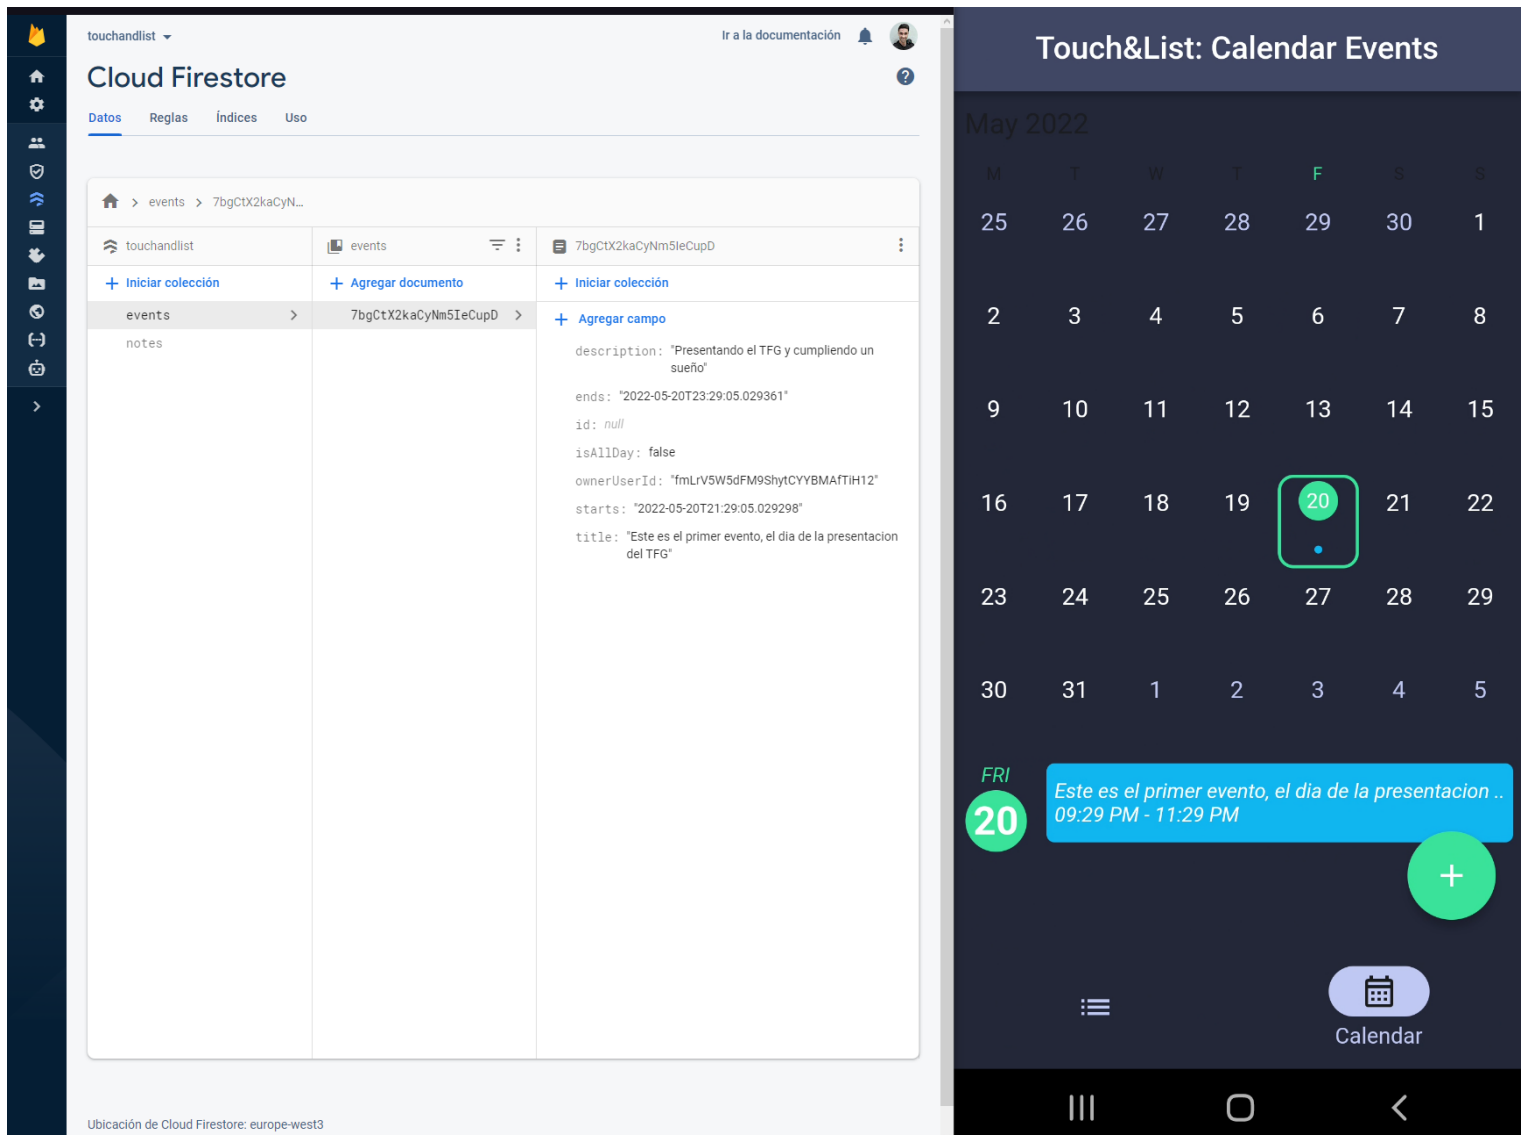 touchandlist
Ir a la documentación
Cloud Firestore
Datos Reglas Índices Uso
events 7bgCtX2kaCyN...
touchandlist
events
7bgCtX2kaCyNm5IeCupD
Iniciar colección
Agregar documento
Iniciar colección
events
notes
7bgCtX2kaCyNm5IeCupD
Agregar campo
description: "Presentando el TFG y cumpliendo un
sueño"
ends: "2022-05-20T23:29:05.029361"
id: null
isAllDay: false
ownerUserId: "fmLrV5W5dFM9ShytCYYBMAfTiH12"
starts: "2022-05-20T21:29:05.029298"
title: "Este es el primer evento, el dia de la presentacion
del TFG"
Ubicación de Cloud Firestore: europe-west3
Touch&List: Calendar Events
May 2022
M T W T F S S
25 26 27 28 29 30 1
2 3 4 5 6 7 8
9 10 11 12 13 14 15
16 17 18 19 20 21 22
23 24 25 26 27 28 29
30 31 1 2 3 4 5
FRI
20
Este es el primer evento, el dia de la presentacion ..
09:29 PM - 11:29 PM
Calendar